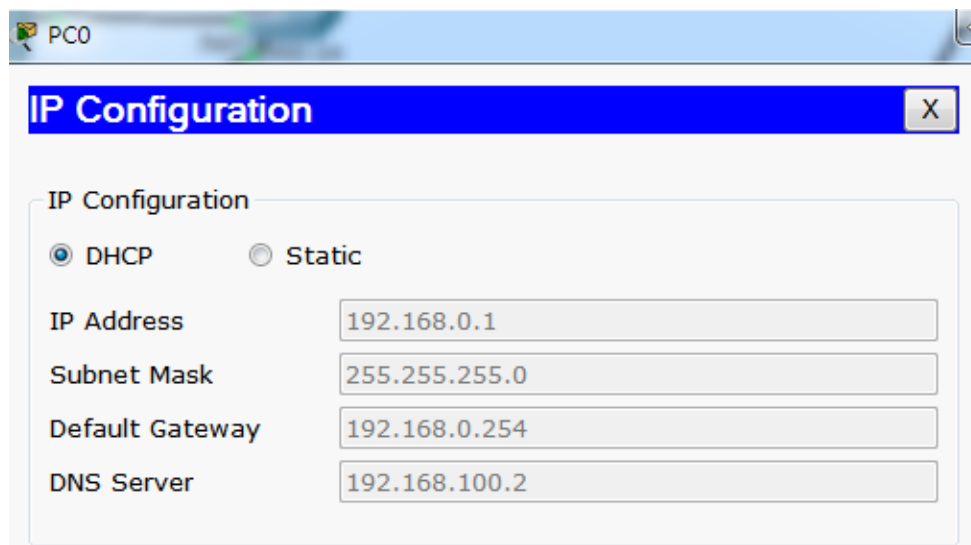 PC0
IP Configuration X
IP Configuration
DHCP Static
IP Address 192.168.0.1
Subnet Mask 255.255.255.0
Default Gateway 192.168.0.254
DNS Server 192.168.100.2